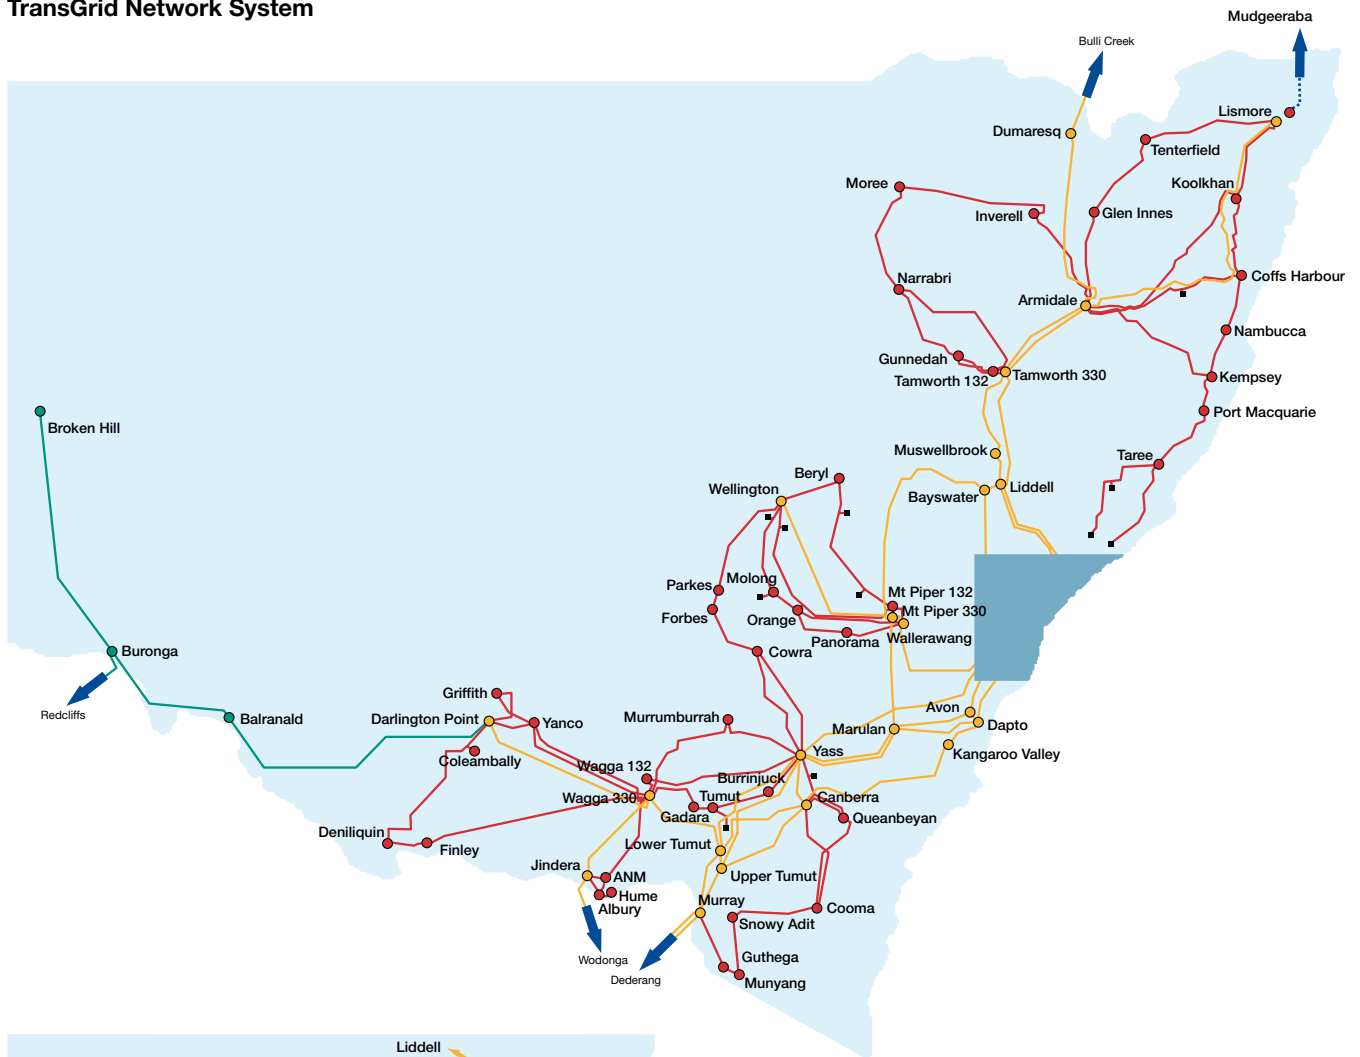 TransGrid Network System
Mudgeeraba
Bulli Creek
Lismore
Dumaresq
Tenterfield
Moree
Koolkhan
Inverell
Glen Innes
Narrabri
Coffs Harbour
Armidale
Nambucca
Gunnedah
Tamworth 132
Tamworth 330
Kempsey
Port Macquarie
Broken Hill
Muswellbrook
Taree
Beryl
Wellington
Bayswater
Liddell
Parkes
Molong
Mt Piper 132
Forbes
Orange
Mt Piper 330
Panorama
Wallerawang
Buronga
Cowra
Redcliffs
Griffith
Balranald
Darlington Point
Yanco
Murrumburrah
Avon
Marulan
Dapto
Coleambally
Yass
Kangaroo Valley
Wagga 132
Burrinjuck
Wagga 330
Tumut
Canberra
Gadara
Queanbeyan
Deniliquin
Finley
Lower Tumut
Jindera
ANM
Upper Tumut
Hume
Albury
Murray
Cooma
Snowy Adit
Wodonga
Guthega
Dederang
Munyang
Liddell